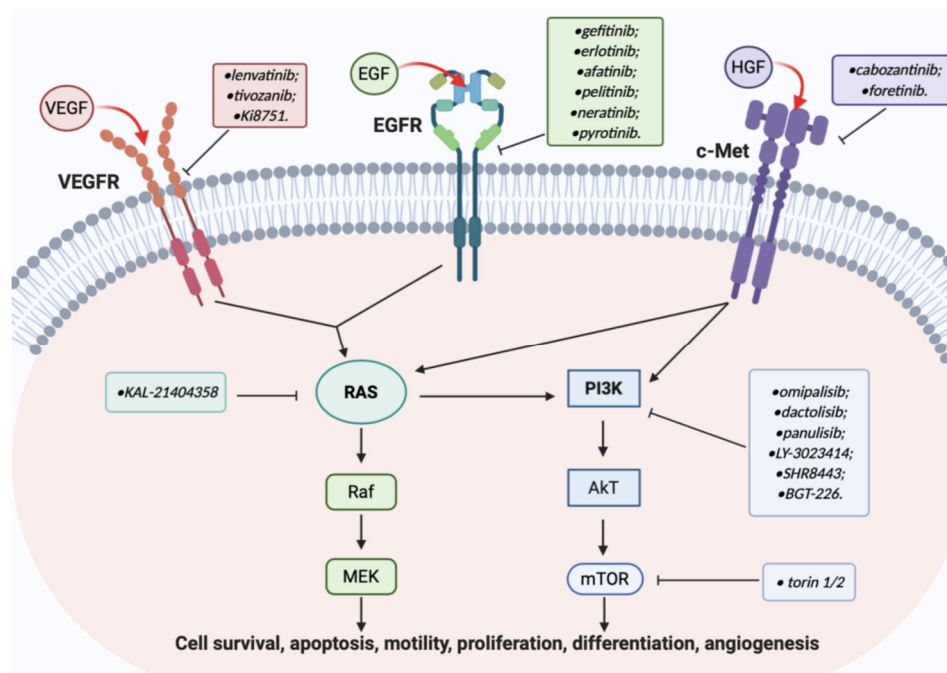 VEGF
VEGFR
•lenvatinib;
•tivozanib;
•Ki8751.
EGF
EGFR
•gefitinib;
•erlotinib;
•afatinib;
•pelitinib;
•neratinib;
•pyrotinib.
HGF
c-Met
•cabozantinib;
•foretinib.
•KAL-21404358
RAS
PI3K
•omipalisib;
•dactolisib;
•panulisib;
•LY-3023414;
•SHR8443;
•BGT-226.
Raf
AkT
MEK
mTOR
• torin 1/2
Cell survival, apoptosis, motility, proliferation, differentiation, angiogenesis